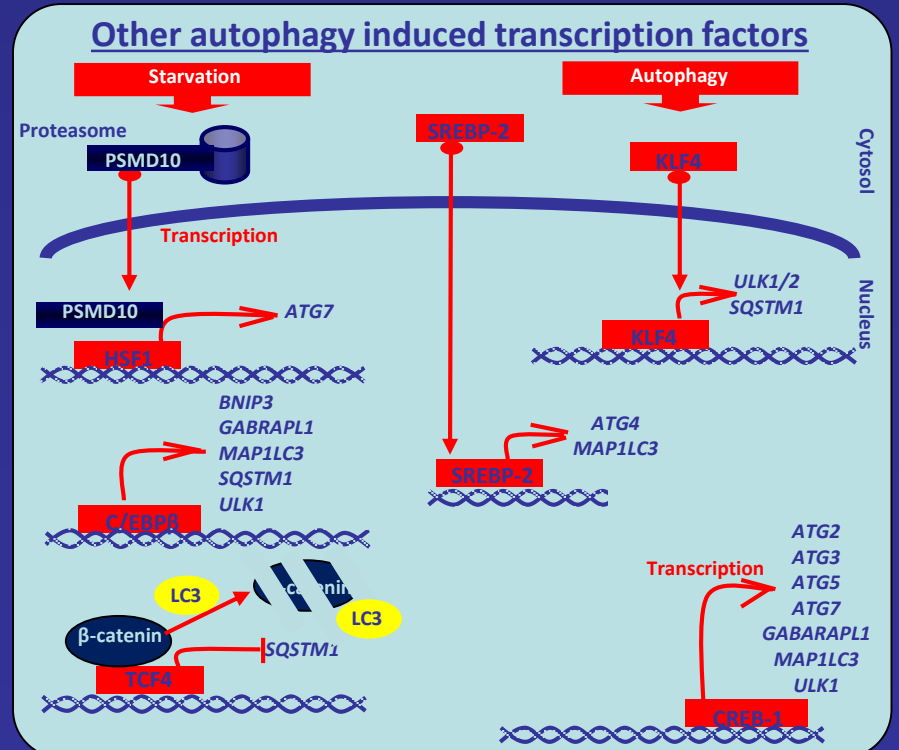 Other autophagy induced transcription factors
Starvation
Autophagy
Proteasome
PSMD10
SREBP-2
KLF4
Cytosol
Transcription
Nucleus
PSMD10
ATG7
HSF1
ULK1/2
SQSTM1
KLF4
BNIP3
GABRAPL1
MAP1LC3
SQSTM1
ULK1
C/EBPβ
ATG4
MAP1LC3
SREBP-2
LC3
catenin
LC3
β-catenin
SQSTM1
TCF4
Transcription
ATG2
ATG3
ATG5
ATG7
GABARAPL1
MAP1LC3
ULK1
CREB-1